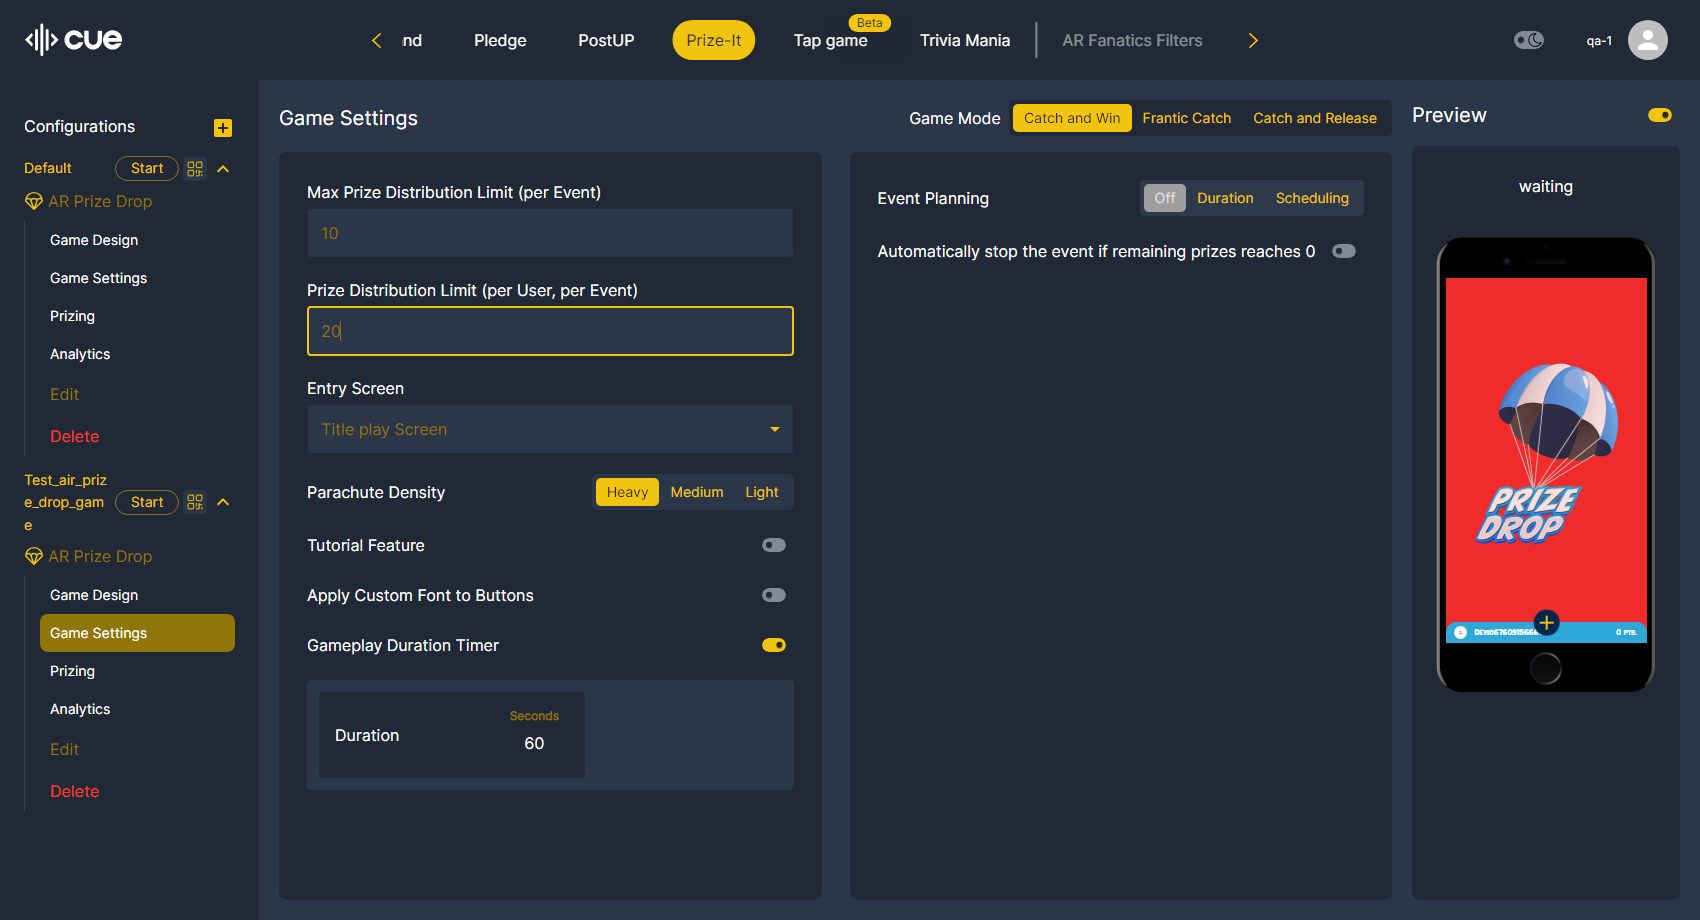 cue
nd
Pledge
PostUP
Prize-It
Beta
Tap game
Trivia Mania
AR Fanatics Filters
qa-1
Configurations
Default
Start
AR Prize Drop
Game Design
Game Settings
Prizing
Analytics
Edit
Delete
Test_air_priz
e_drop_gam
e
Start
AR Prize Drop
Game Design
Game Settings
Prizing
Analytics
Edit
Delete
Game Settings
Game Mode
Catch and Win
Frantic Catch
Catch and Release
Max Prize Distribution Limit (per Event)
10
Prize Distribution Limit (per User, per Event)
20
Entry Screen
Title play Screen
Parachute Density
Heavy
Medium
Light
Tutorial Feature
Apply Custom Font to Buttons
Gameplay Duration Timer
Duration
Seconds
60
Event Planning
Off
Duration
Scheduling
Automatically stop the event if remaining prizes reaches 0
Preview
waiting
PRIZE
DROP
0 PTS.